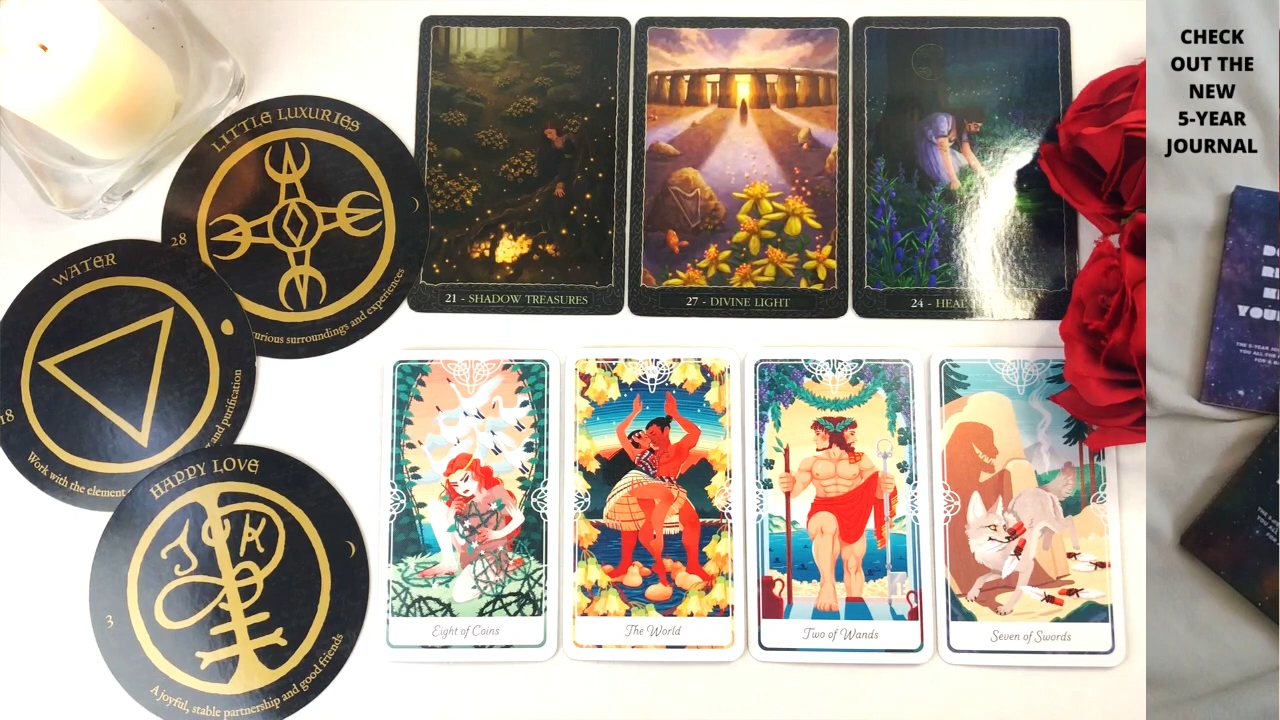 LITTLE LUXURIES
28
surroundings and experiences
WATER
18
Work with the element
and purification
HAPPY LOVE
3
A joyful, stable partnership and good friends
21 - SHADOW TREASURES
27 - DIVINE LIGHT
24 -
Eight of Coins
The World
Two of Wands
Seven of Swords
CHECK
OUT THE
NEW
5-YEAR
JOURNAL